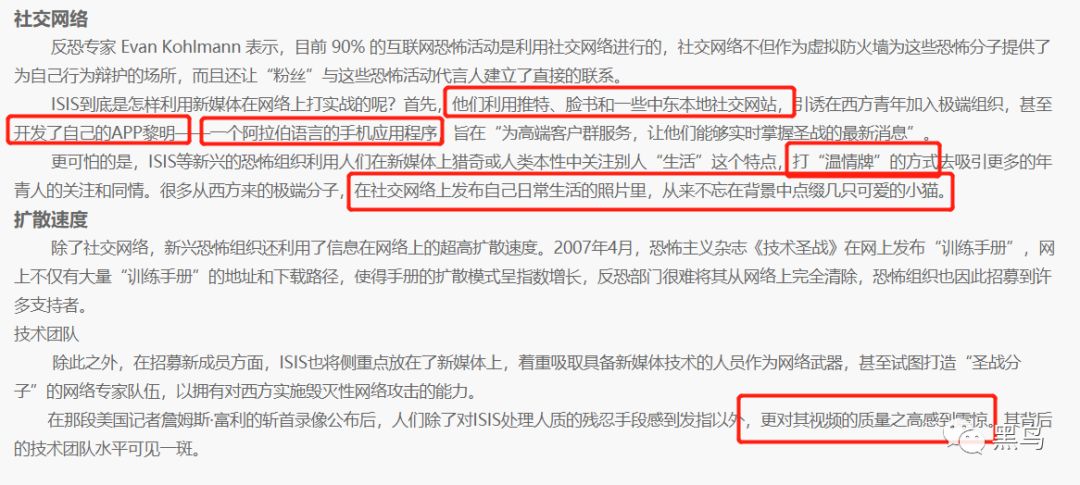 社交网络
反恐专家 Evan Kohlmann 表示，目前 90% 的互联网恐怖活动是利用社交网络进行的，社交网络不但作为虚拟防火墙为这些恐怖分子提供了
为自己行为辩护的场所，而且还让“粉丝”与这些恐怖活动代言人建立了直接的联系。
ISIS到底是怎样利用新媒体在网络上打实战的呢？首先，他们利用推特、脸书和一些中东本地社交网站，引诱在西方青年加入极端组织，甚至
开发了自己的APP黎明——一个阿拉伯语言的手机应用程序，旨在“为高端客户群服务，让他们能够实时掌握圣战的最新消息”。
更可怕的是，ISIS等新兴的恐怖组织利用人们在新媒体上猎奇或人类本性中关注别人“生活”这个特点，打“温情牌”的方式去吸引更多的年
青人的关注和同情。很多从西方来的极端分子，在社交网络上发布自己日常生活的照片里，从来不忘在背景中点缀几只可爱的小猫。
扩散速度
除了社交网络，新兴恐怖组织还利用了信息在网络上的超高扩散速度。2007年4月，恐怖主义杂志《技术圣战》在网上发布“训练手册”，网
上不仅有大量“训练手册”的地址和下载路径，使得手册的扩散模式呈指数增长，反恐部门很难将其从网络上完全清除，恐怖组织也因此招募到许
多支持者。
技术团队
除此之外，在招募新成员方面，ISIS也将侧重点放在了新媒体上，着重吸取具备新媒体技术的人员作为网络武器，甚至试图打造“圣战分
子”的网络专家队伍，以拥有对西方实施毁灭性网络攻击的能力。
在那段美国记者詹姆斯·富利的斩首录像公布后，人们除了对ISIS处理人质的残忍手段感到发指以外，更对其视频的质量之高感到震惊。其背后
的技术团队水平可见一斑。
黑鸟